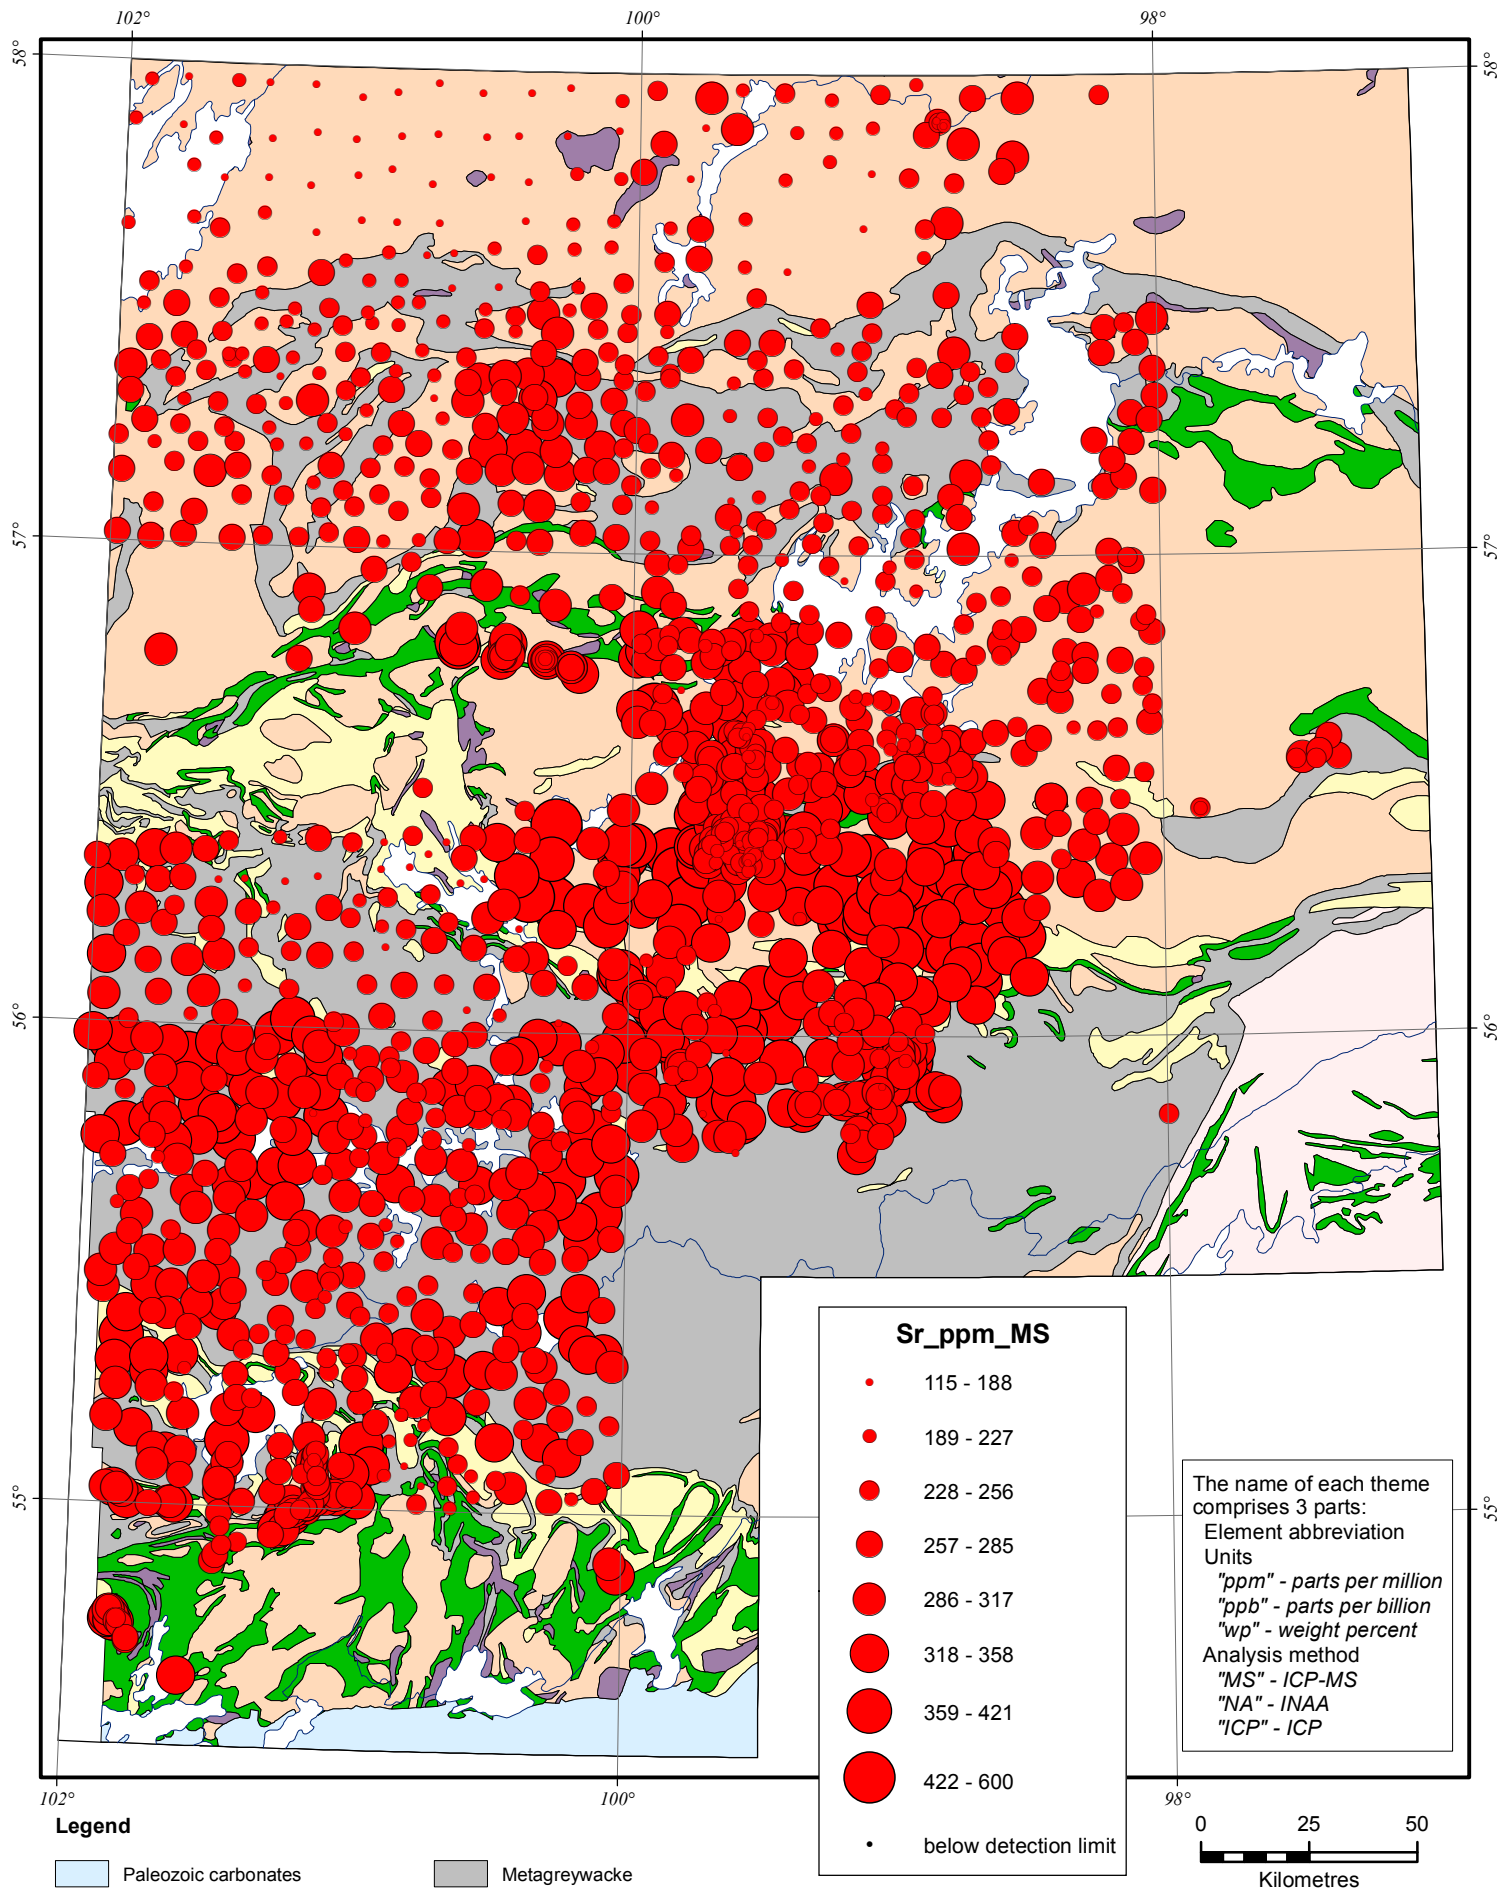 102°
100°
98°
58°
58°
57°
57°
56°
56°
55°
55°
Sr_ppm_MS
115 - 188
189 - 227
228 - 256
257 - 285
286 - 317
318 - 358
359 - 421
422 - 600
below detection limit
The name of each theme
comprises 3 parts:
Element abbreviation
Units
"ppm" - parts per million
"ppb" - parts per billion
"wp" - weight percent
Analysis method
"MS" - ICP-MS
"NA" - INAA
"ICP" - ICP
102°
100°
98°
Legend
Paleozoic carbonates
Metagreywacke
0 25 50
Kilometres